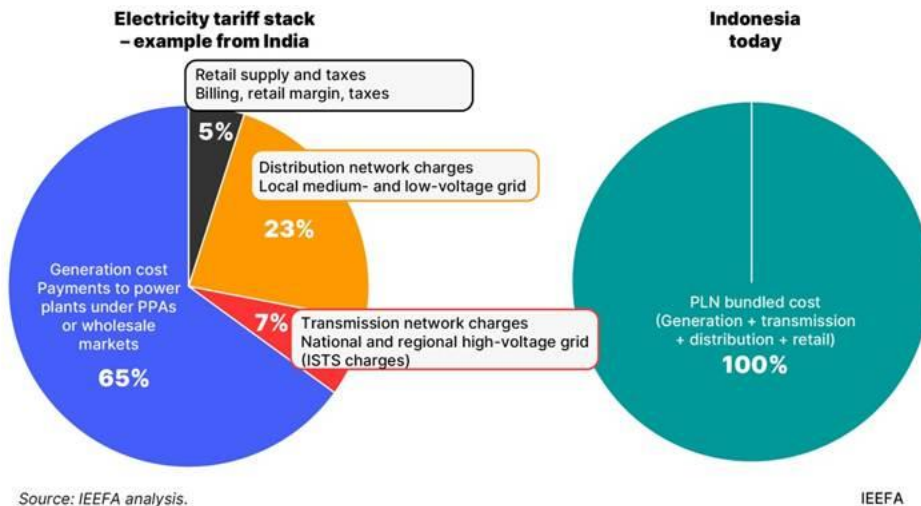 Electricity tariff stack
– example from India
Indonesia
today
Retail supply and taxes
Billing, retail margin, taxes
5%
Distribution network charges
Local medium- and low-voltage grid
23%
Generation cost
Payments to power
plants under PPAs
or wholesale
markets
65%
7%
Transmission network charges
National and regional high-voltage grid
(ISTS charges)
PLN bundled cost
(Generation + transmission
+ distribution + retail)
100%
Source: IEEFA analysis.
IEEFA